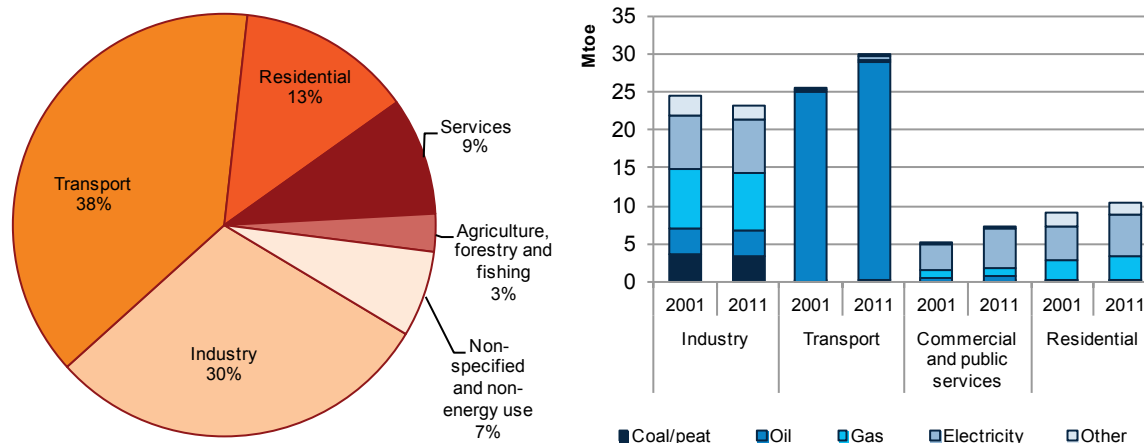 Residential
13%
Services
9%
Transport
38%
Agriculture,
forestry and
fishing
3%
Industry
30%
Non-
specified
and non-
energy use
7%
Mtoe
35
30
25
20
15
10
5
0
2001 2011 2001 2011 2001 2011 2001 2011
Industry Transport Commercial Residential
and public
services
Coal/peat Oil Gas Electricity Other